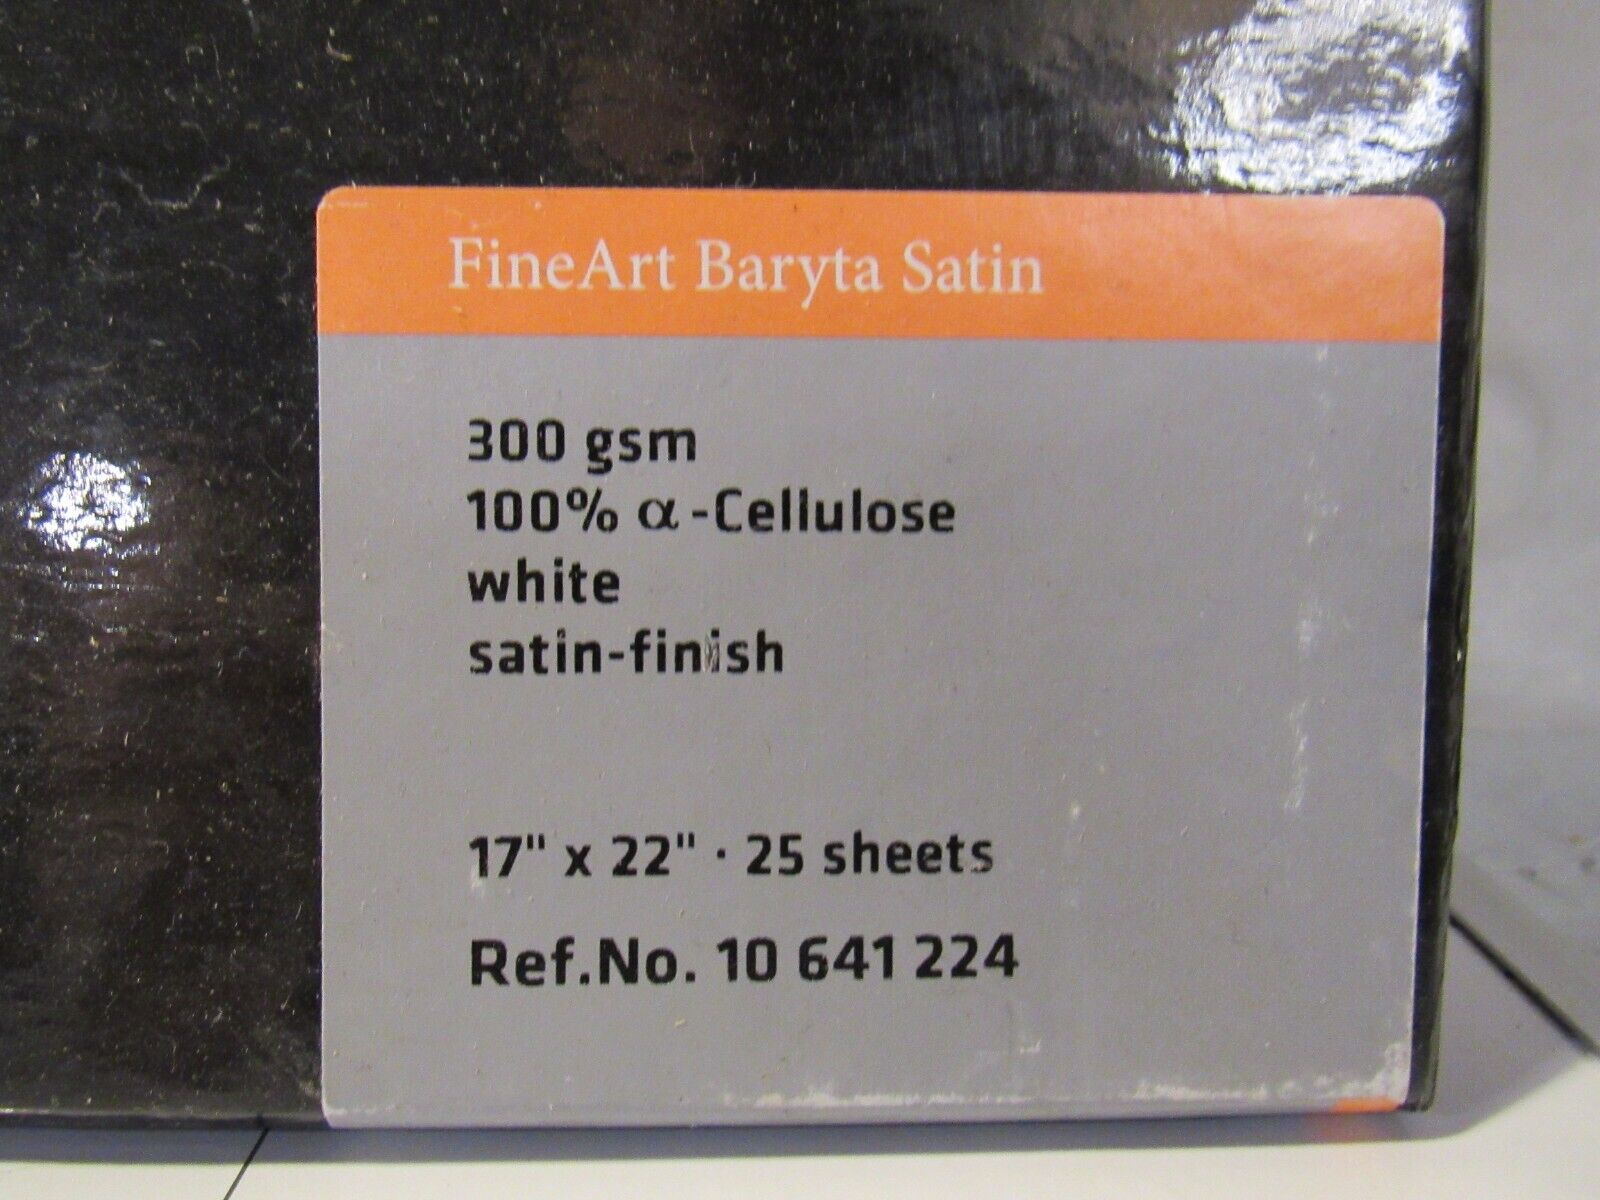 FineArt Baryta Satin
300 gsm
100% α-Cellulose
white
satin-finish
17" x 22" · 25 sheets
Ref.No. 10 641 224